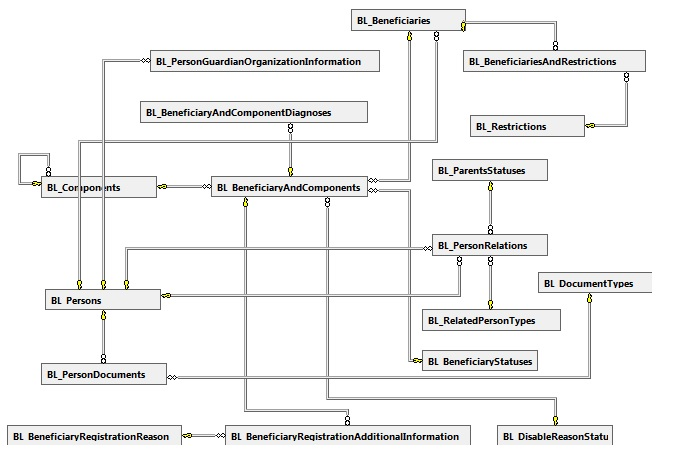 BL_Beneficiaries
BL_PersonGuardianOrganizationInformation
BL_BeneficiariesAndRestrictions
BL_BeneficiaryAndComponentDiagnoses
BL_Restrictions
BL_ParentsStatuses
BL_Components
BL_BeneficiaryAndComponents
BL_PersonRelations
BL_DocumentTypes
BL_Persons
BL_RelatedPersonTypes
BL_BeneficiaryStatuses
BL_PersonDocuments
BL_BeneficiaryRegistrationReason
BL_BeneficiaryRegistrationAdditionalInformation
BL_DisableReasonStatu